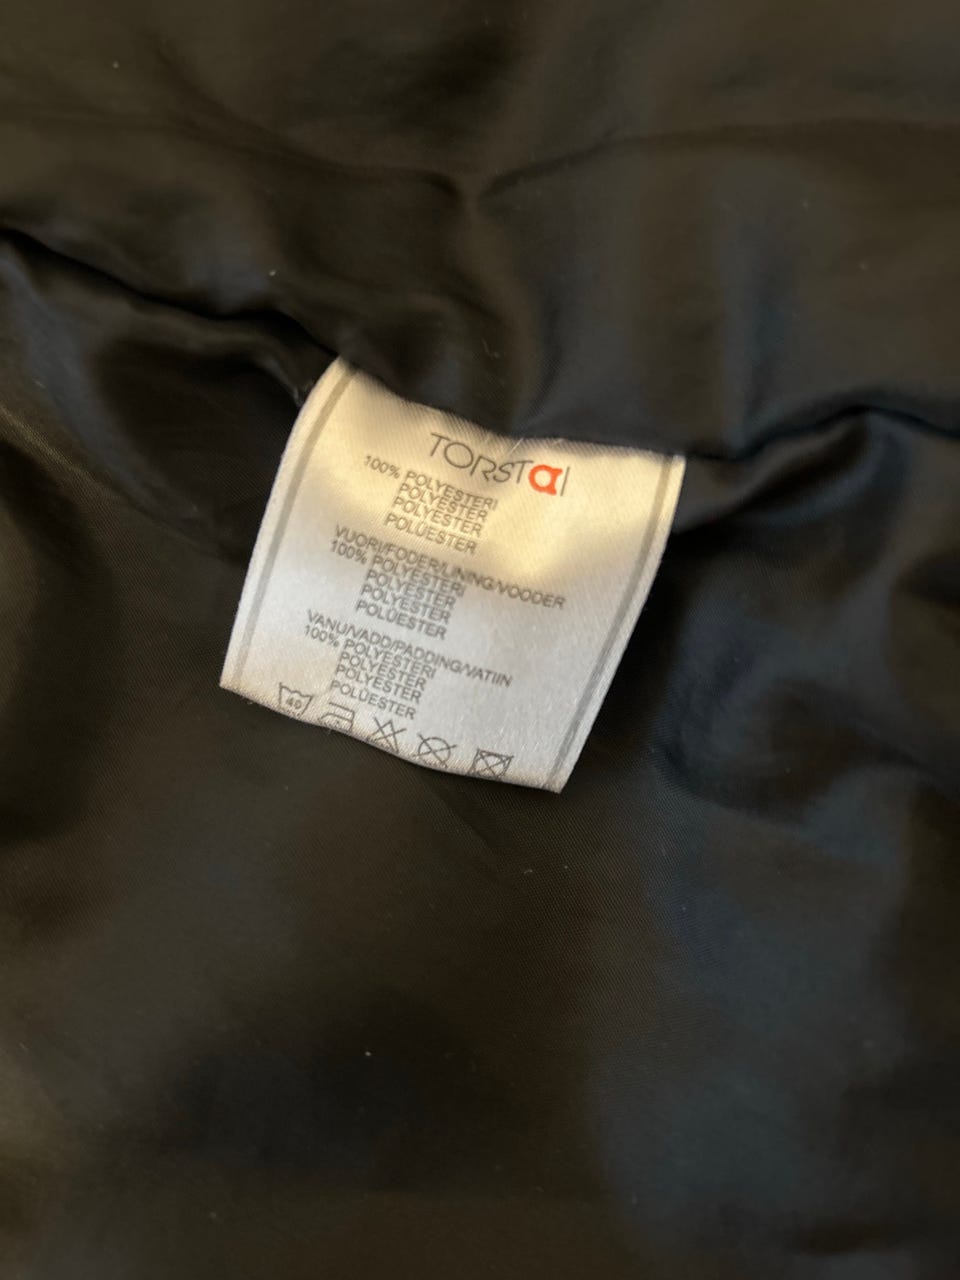 TORSTAI
100% POLYESTERI
POLYESTER
POLYESTER
POLÜESTER
VUORI/FODER/LINING/VOODER
100% POLYESTERI
POLYESTER
POLYESTER
POLÜESTER
VANU/VADD/PADDING/VATIIN
100% POLYESTERI
POLYESTER
POLYESTER
POLÜESTER
40